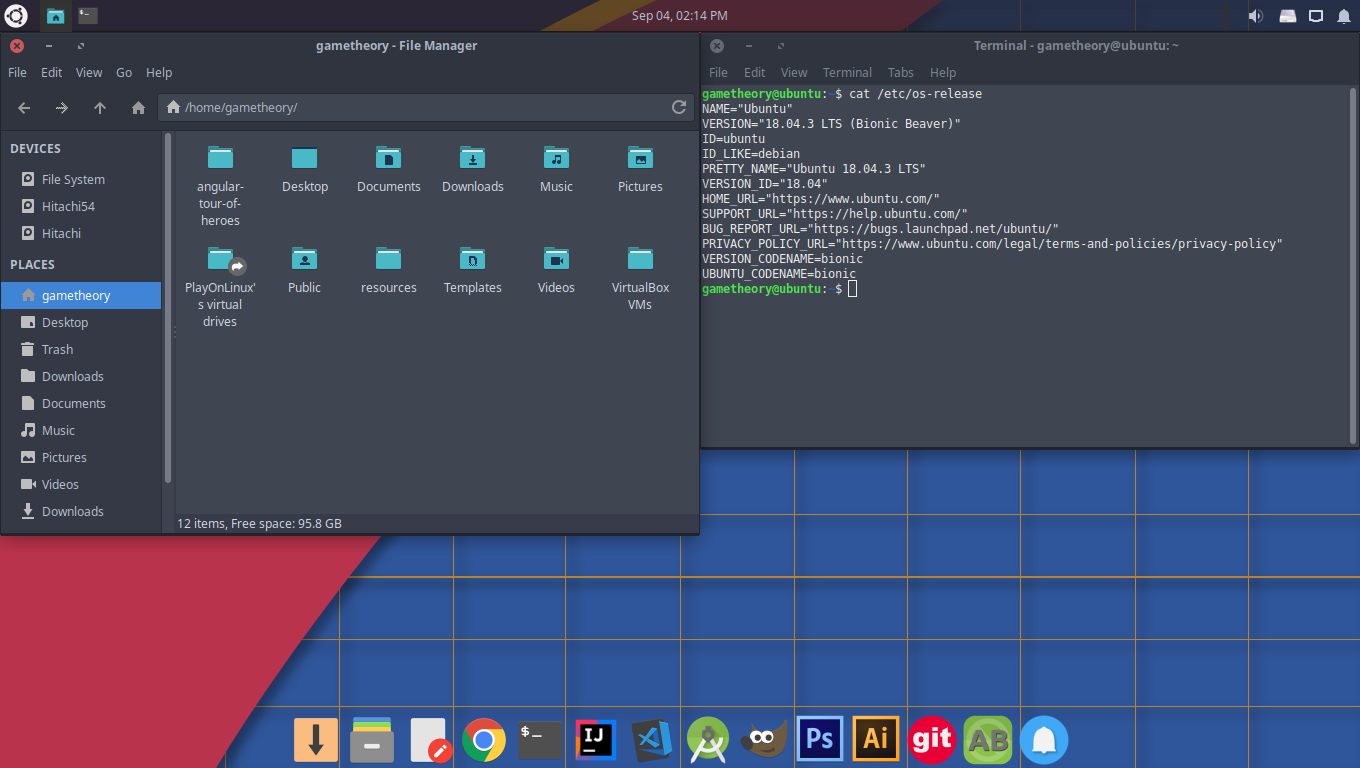 Sep 04, 02:14 PM
gametheory - File Manager
File Edit View Go Help
/home/gametheory/
DEVICES
File System
Hitachi54
Hitachi
PLACES
gametheory
Desktop
Trash
Downloads
Documents
Music
Pictures
Videos
Downloads
angular-
tour-of-
heroes
Desktop
Documents
Downloads
Music
Pictures
PlayOnLinux'
s virtual
drives
Public
resources
Templates
Videos
VirtualBox
VMs
12 items, Free space: 95.8 GB
Terminal - gametheory@ubuntu: ~
File Edit View Terminal Tabs Help
gametheory@ubuntu:~$ cat /etc/os-release
NAME="Ubuntu"
VERSION="18.04.3 LTS (Bionic Beaver)"
ID=ubuntu
ID_LIKE=debian
PRETTY_NAME="Ubuntu 18.04.3 LTS"
VERSION_ID="18.04"
HOME_URL="https://www.ubuntu.com/"
SUPPORT_URL="https://help.ubuntu.com/"
BUG_REPORT_URL="https://bugs.launchpad.net/ubuntu/"
PRIVACY_POLICY_URL="https://www.ubuntu.com/legal/terms-and-policies/privacy-policy"
VERSION_CODENAME=bionic
UBUNTU_CODENAME=bionic
gametheory@ubuntu:~$
$_ IJ Ps Ai git AB